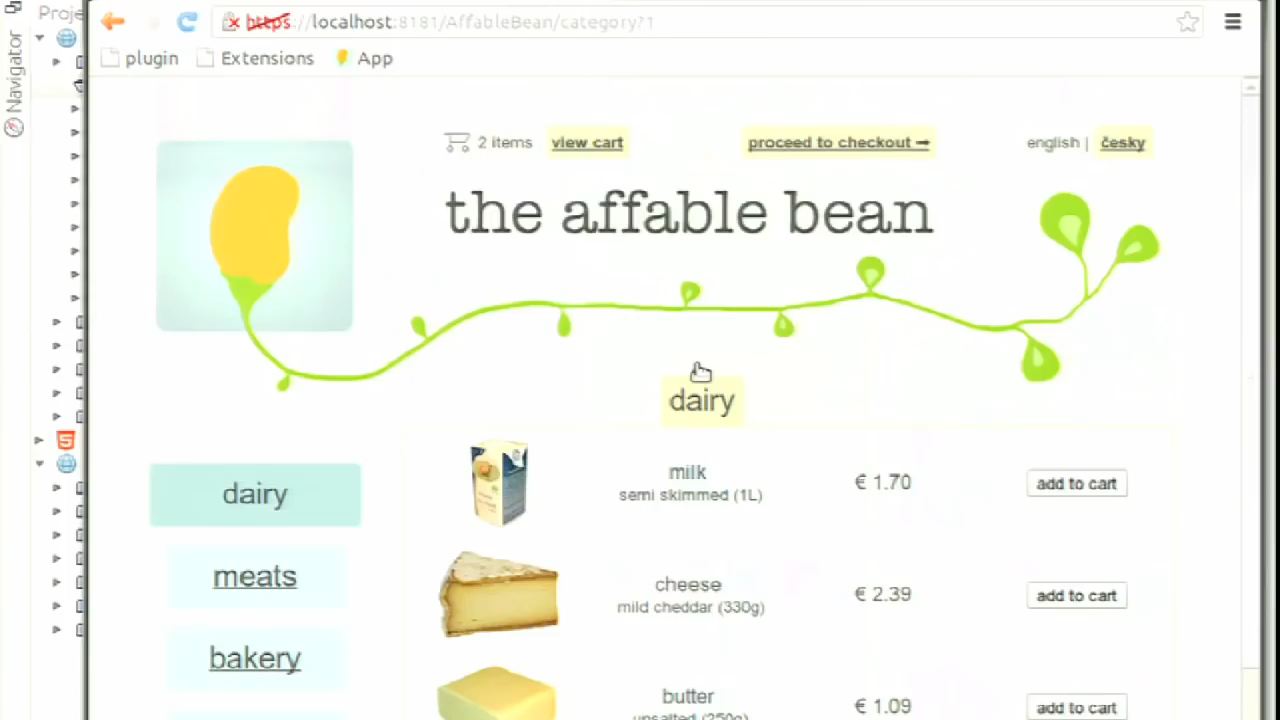 Proje
Navigator
https://localhost:8181/AffableBean/category?1
plugin
Extensions
App
2 items
view cart
proceed to checkout ➞
english |
česky
the affable bean
dairy
dairy
meats
bakery
milk
semi skimmed (1L)
€ 1.70
add to cart
cheese
mild cheddar (330g)
€ 2.39
add to cart
butter
unsalted (250g)
€ 1.09
add to cart